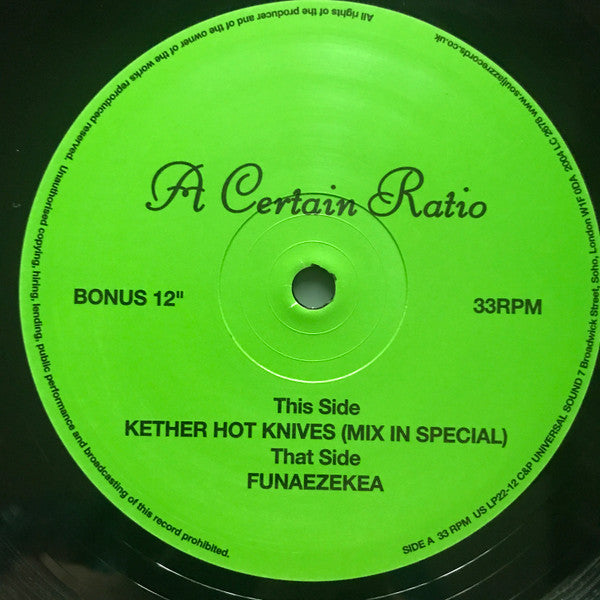 A Certain Ratio
BONUS 12"
33RPM
This Side
KETHER HOT KNIVES (MIX IN SPECIAL)
That Side
FUNAEZEKEA
All rights of the producer and of the owner of the works reproduced reserved. Unauthorised copying, hiring, lending, public performance and broadcasting of this record prohibited.
SIDE A 33 RPM US LP22-12 C&P UNIVERSAL SOUND 7 Broadwick Street, Soho, London W1F 0DA 2004 LC 2678 www.souljazzrecords.co.uk